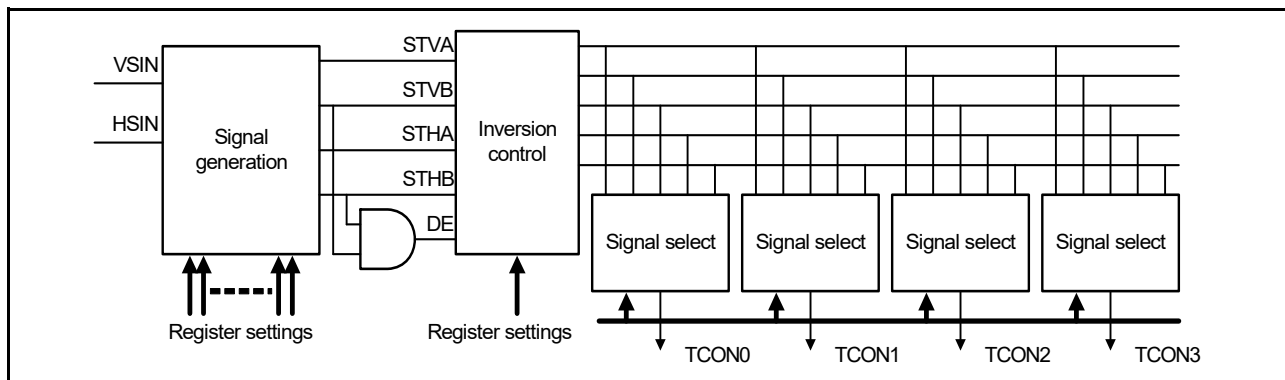 VSIN
HSIN
Signal
generation
Register settings
STVA
STVB
STHA
STHB
DE
Inversion
control
Register settings
Signal select
Signal select
Signal select
Signal select
TCON0
TCON1
TCON2
TCON3